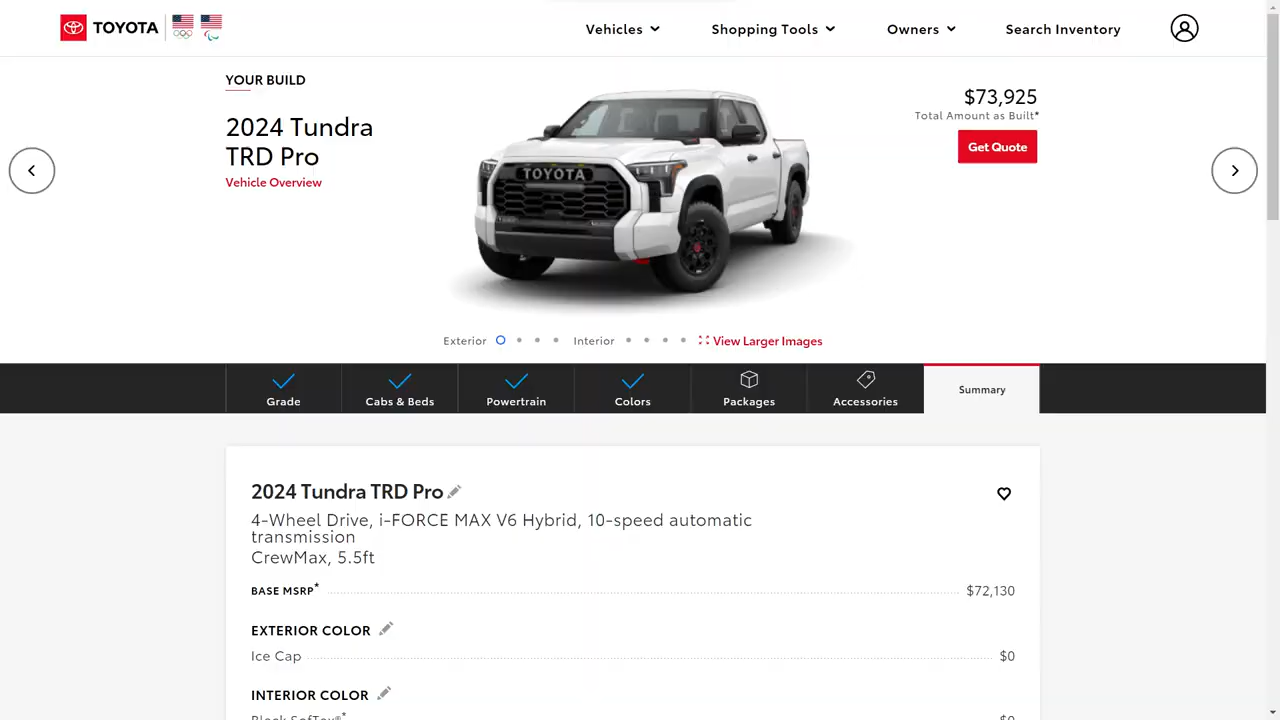 TOYOTA
Vehicles
Shopping Tools
Owners
Search Inventory
YOUR BUILD
2024 Tundra
TRD Pro
Vehicle Overview
TOYOTA
$73,925
Total Amount as Built*
Get Quote
Exterior
Interior
View Larger Images
Grade
Cabs & Beds
Powertrain
Colors
Packages
Accessories
Summary
2024 Tundra TRD Pro
4-Wheel Drive, i-FORCE MAX V6 Hybrid, 10-speed automatic
transmission
CrewMax, 5.5ft
BASE MSRP* $72,130
EXTERIOR COLOR
Ice Cap $0
INTERIOR COLOR
Black SofTex®* $0